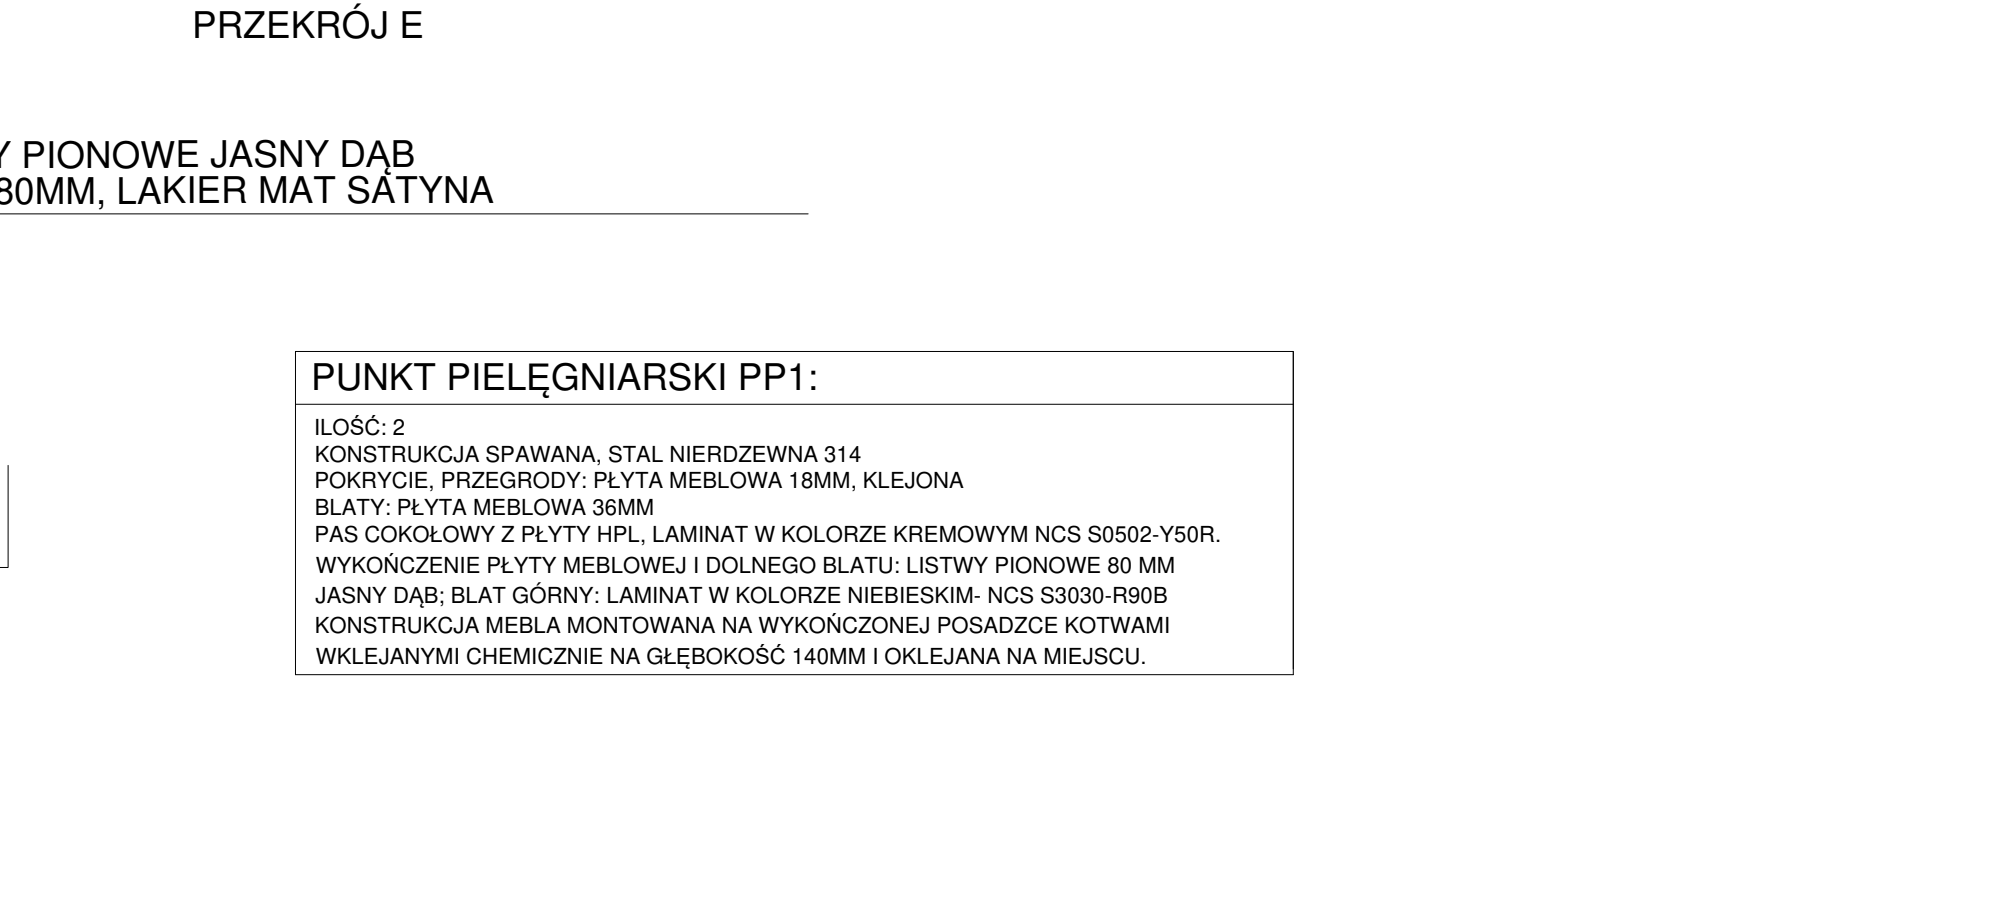 PRZEKRÓJ E
Y PIONOWE JASNY DĄB
80MM, LAKIER MAT SATYNA
PUNKT PIELĘGNIARSKI PP1:
ILOŚĆ: 2
KONSTRUKCJA SPAWANA, STAL NIERDZEWNA 314
POKRYCIE, PRZEGRODY: PŁYTA MEBLOWA 18MM, KLEJONA
BLATY: PŁYTA MEBLOWA 36MM
PAS COKOŁOWY Z PŁYTY HPL, LAMINAT W KOLORZE KREMOWYM NCS S0502-Y50R.
WYKOŃCZENIE PŁYTY MEBLOWEJ I DOLNEGO BLATU: LISTWY PIONOWE 80 MM
JASNY DĄB; BLAT GÓRNY: LAMINAT W KOLORZE NIEBIESKIM- NCS S3030-R90B
KONSTRUKCJA MEBLA MONTOWANA NA WYKOŃCZONEJ POSADZCE KOTWAMI
WKLEJANYMI CHEMICZNIE NA GŁĘBOKOŚĆ 140MM I OKLEJANA NA MIEJSCU.